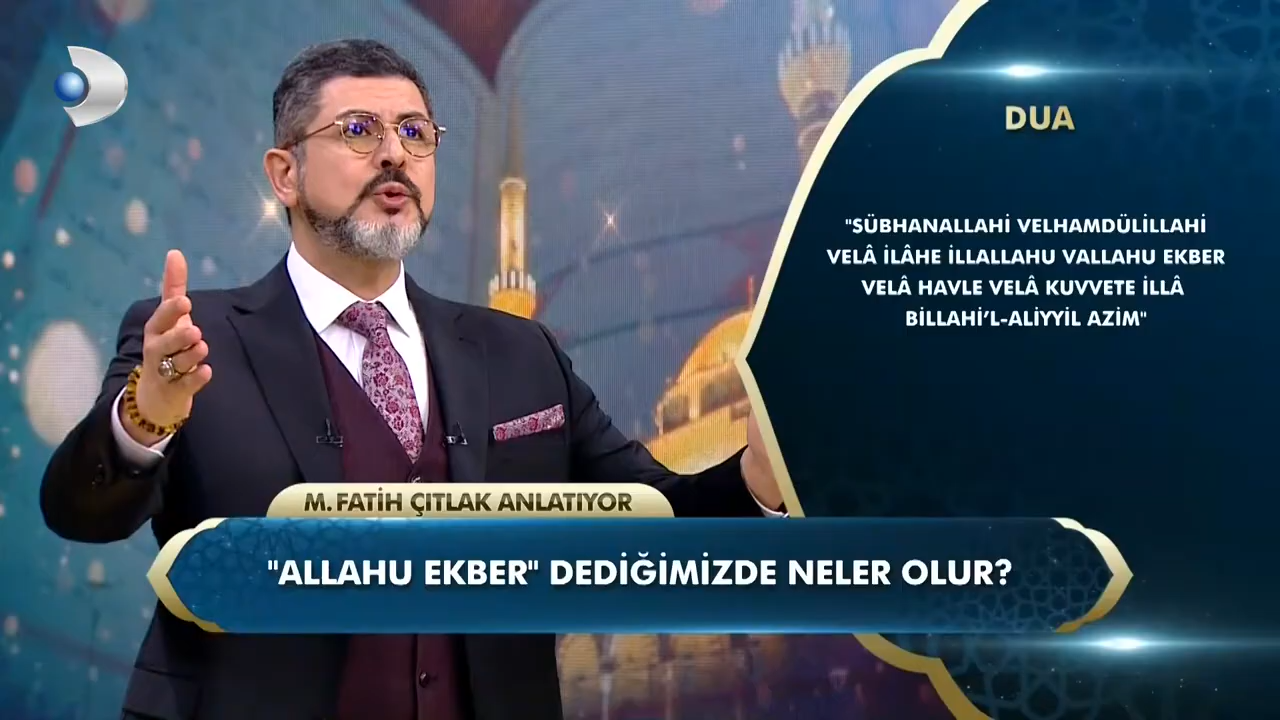 DUA
"SÜBHANALLAHİ VELHAMDÜLİLLAHİ
VELÂ İLÂHE İLLALLAHU VALLAHU EKBER
VELÂ HAVLE VELÂ KUVVETE İLLÂ
BİLLAHİ’L-ALİYYİL AZİM"
M. FATİH ÇITLAK ANLATIYOR
"ALLAHU EKBER" DEDİĞİMİZDE NELER OLUR?